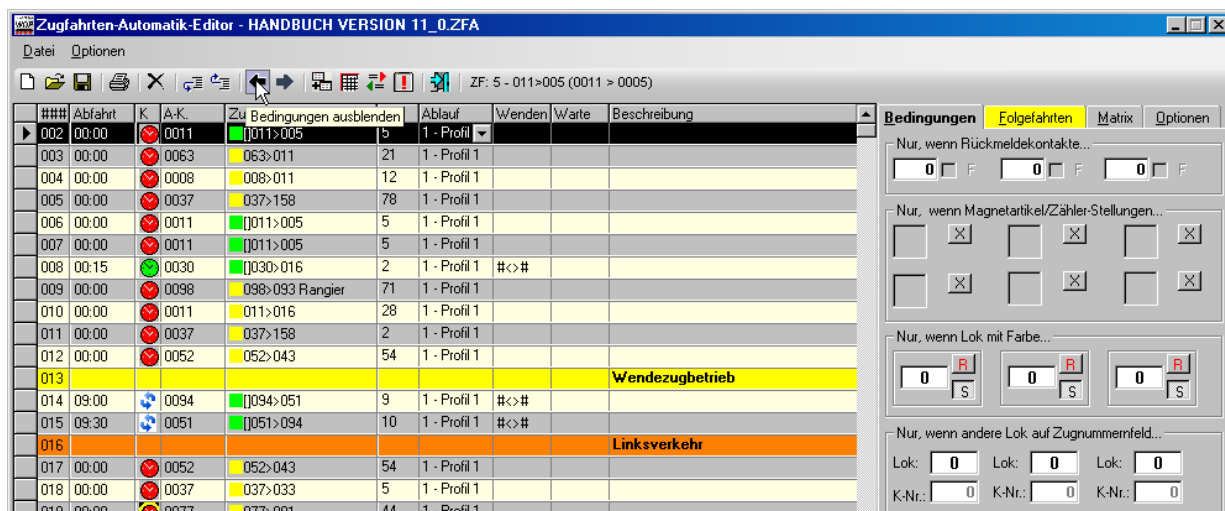 Zugfahrten-Automatik-Editor - HANDBUCH VERSION 11_0.ZFA
Datei Optionen
ZF: 5 - 011>005 (0011 > 0005)
Bedingungen ausblenden
### Abfahrt K A.-K. Zu Ablauf Wenden Warte Beschreibung
002 00:00 0011 []011>005 5 1 - Profil
003 00:00 0063 063>011 21 1 - Profil 1
004 00:00 0008 008>011 12 1 - Profil 1
005 00:00 0037 037>158 78 1 - Profil 1
006 00:00 0011 []011>005 5 1 - Profil 1
007 00:00 0011 []011>005 5 1 - Profil 1
008 00:15 0030 []030>016 2 1 - Profil 1 #<>#
009 00:00 0098 098>093 Rangier 71 1 - Profil 1
010 00:00 0011 011>016 28 1 - Profil 1
011 00:00 0037 037>158 2 1 - Profil 1
012 00:00 0052 052>043 54 1 - Profil 1
013 Wendezugbetrieb
014 09:00 0094 []094>051 9 1 - Profil 1 #<>#
015 09:30 0051 []051>094 10 1 - Profil 1 #<>#
016 Linksverkehr
017 00:00 0052 052>043 54 1 - Profil 1
018 00:00 0037 037>033 5 1 - Profil 1
Bedingungen Folgefahrten Matrix Optionen
Nur, wenn Rückmeldekontakte...
0 F 0 F 0 F
Nur, wenn Magnetartikel/Zähler-Stellungen...
X X X
X X X
Nur, wenn Lok mit Farbe...
0 R S 0 R S 0 R S
Nur, wenn andere Lok auf Zugnummernfeld...
Lok: 0 Lok: 0 Lok: 0
K-Nr.: 0 K-Nr.: 0 K-Nr.: 0